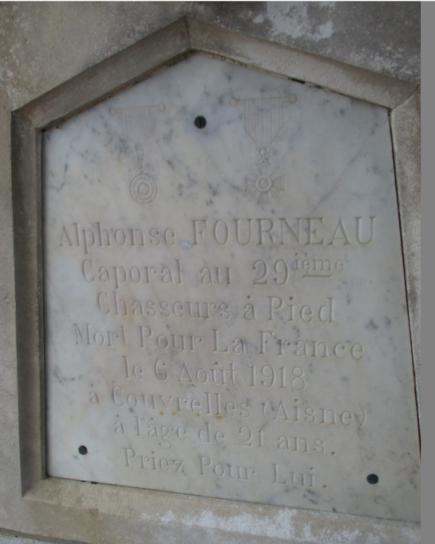 Alphonse FOURNEAU
Caporal au 29ième
Chasseurs à Pied
Mort Pour La France
le 6 Août 1918
à Couvrelles (Aisne)
à l'âge de 21 ans.
Priez Pour Lui.